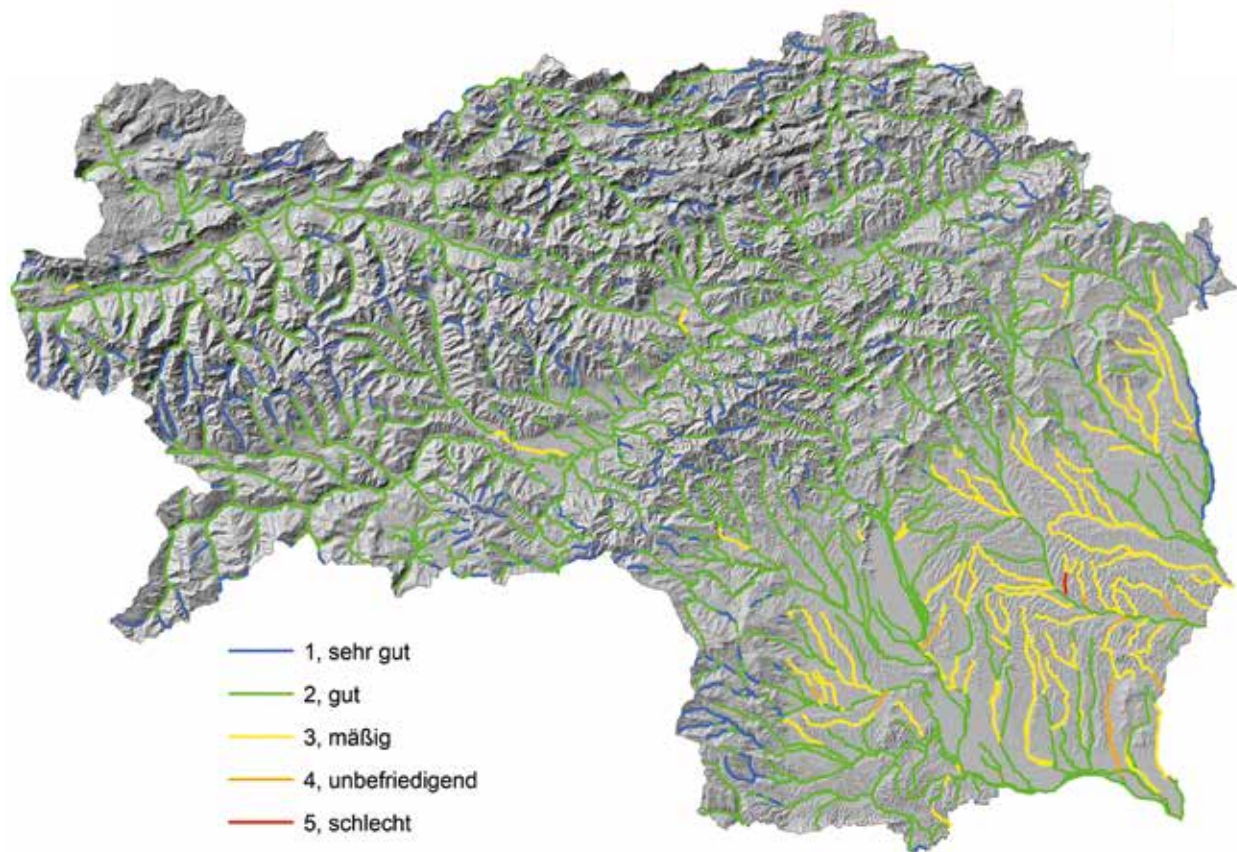 1, sehr gut
2, gut
3, mäßig
4, unbefriedigend
5, schlecht